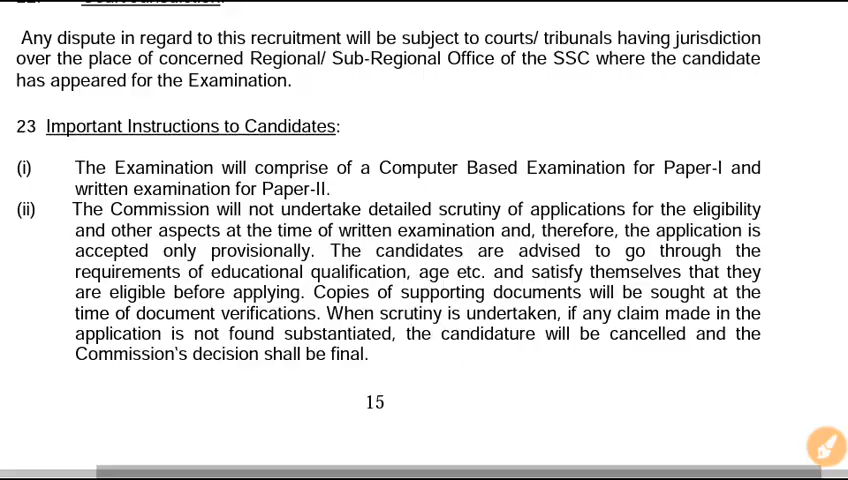 Any dispute in regard to this recruitment will be subject to courts/ tribunals having jurisdiction
over the place of concerned Regional/ Sub-Regional Office of the SSC where the candidate
has appeared for the Examination.
23 Important Instructions to Candidates:
(i) The Examination will comprise of a Computer Based Examination for Paper-I and
written examination for Paper-II.
(ii) The Commission will not undertake detailed scrutiny of applications for the eligibility
and other aspects at the time of written examination and, therefore, the application is
accepted only provisionally. The candidates are advised to go through the
requirements of educational qualification, age etc. and satisfy themselves that they
are eligible before applying. Copies of supporting documents will be sought at the
time of document verifications. When scrutiny is undertaken, if any claim made in the
application is not found substantiated, the candidature will be cancelled and the
Commission's decision shall be final.
15